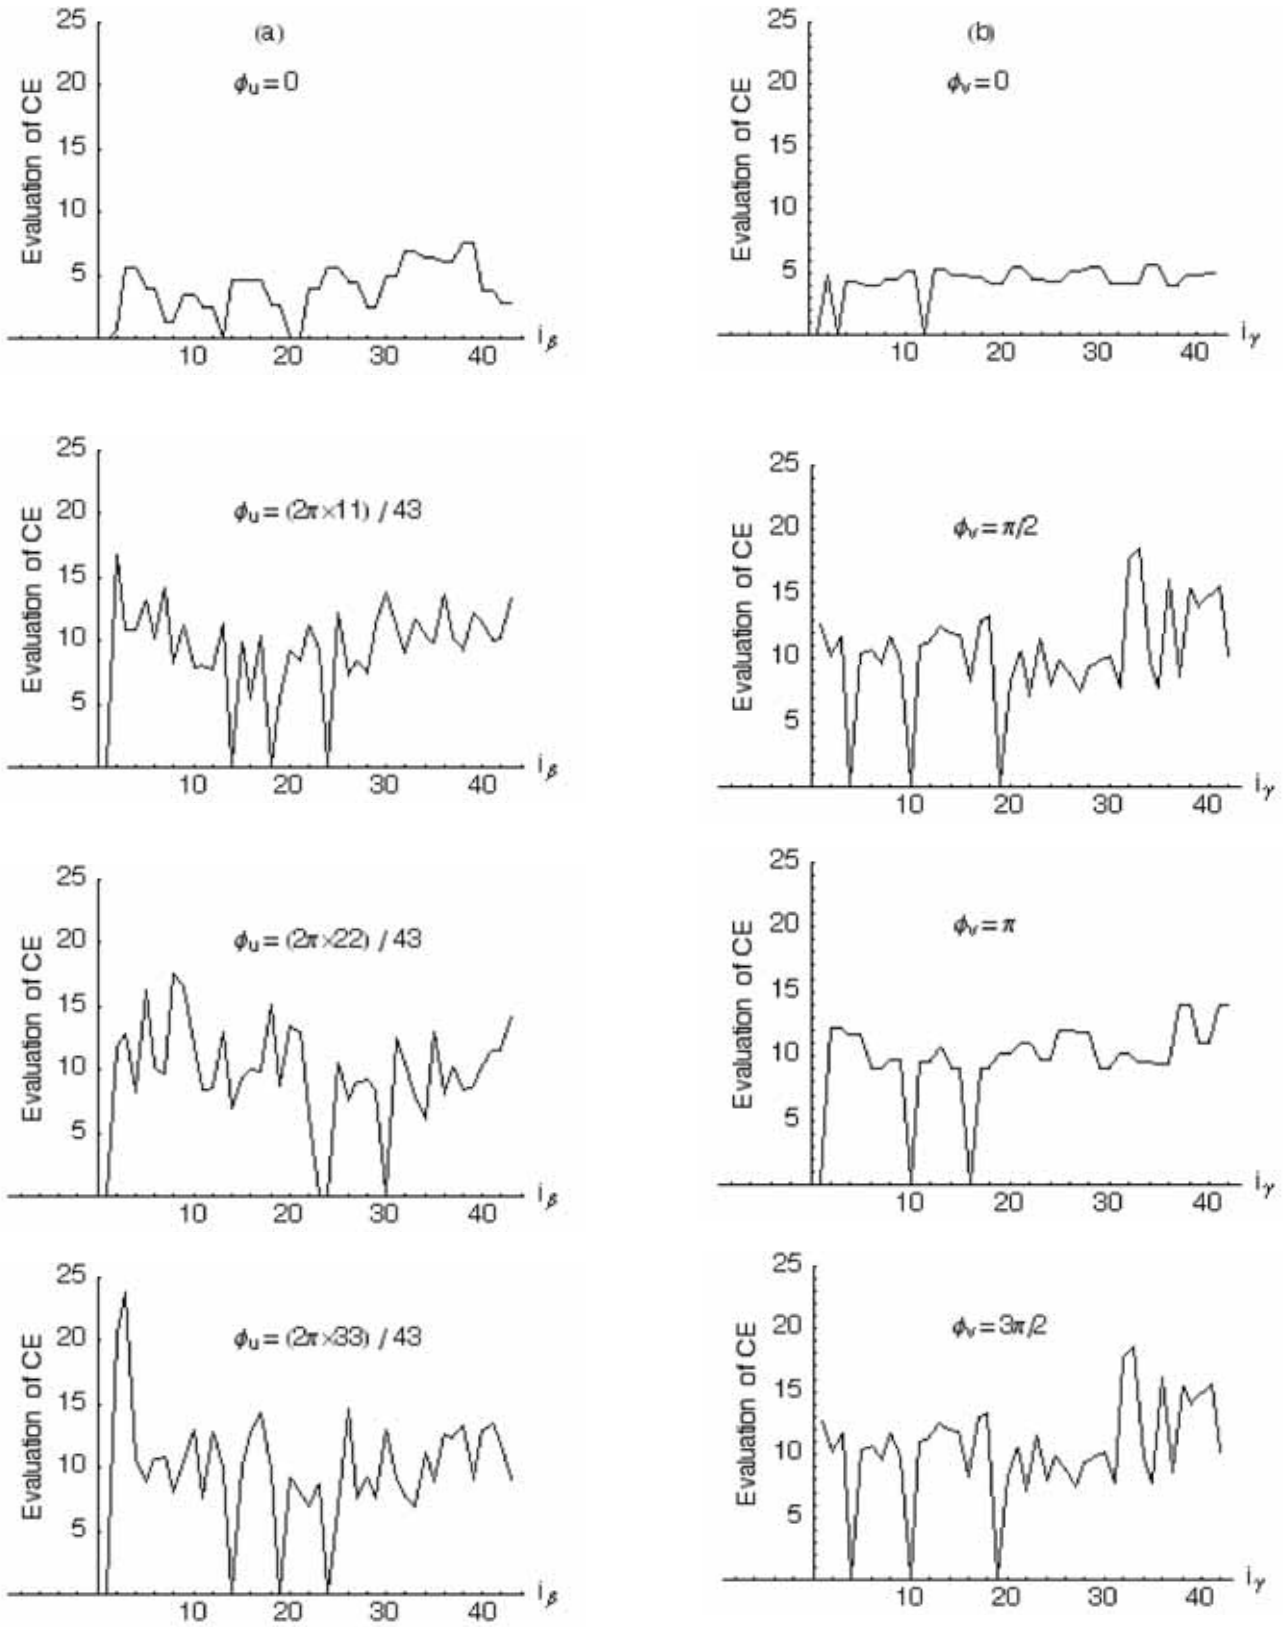 (a)
ϕu = 0
Evaluation of CE
25
20
15
10
5
10 20 30 40 iβ
(b)
ϕv = 0
Evaluation of CE
25
20
15
10
5
10 20 30 40 iγ
ϕu = (2π×11) / 43
Evaluation of CE
25
20
15
10
5
10 20 30 40 iβ
ϕv = π/2
Evaluation of CE
25
20
15
10
5
10 20 30 40 iγ
ϕu = (2π×22) / 43
Evaluation of CE
25
20
15
10
5
10 20 30 40 iβ
ϕv = π
Evaluation of CE
25
20
15
10
5
10 20 30 40 iγ
ϕu = (2π×33) / 43
Evaluation of CE
25
20
15
10
5
10 20 30 40 iβ
ϕv = 3π/2
Evaluation of CE
25
20
15
10
5
10 20 30 40 iγ